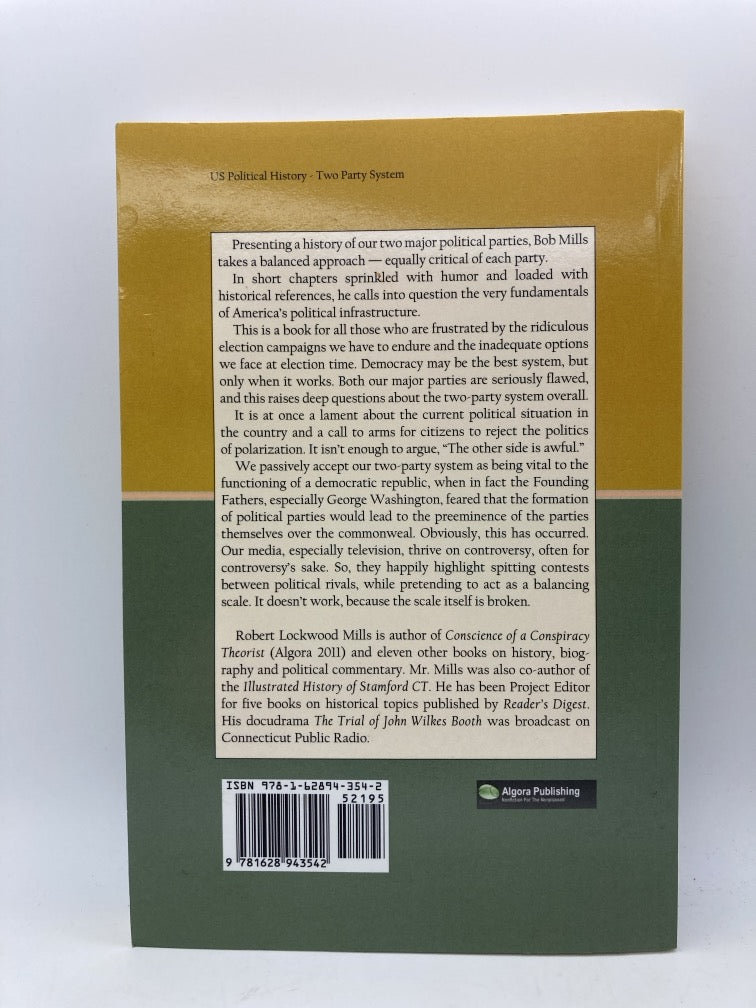 US Political History - Two Party System
Presenting a history of our two major political parties, Bob Mills
takes a balanced approach — equally critical of each party.
In short chapters sprinkled with humor and loaded with
historical references, he calls into question the very fundamentals
of America's political infrastructure.
This is a book for all those who are frustrated by the ridiculous
election campaigns we have to endure and the inadequate options
we face at election time. Democracy may be the best system, but
only when it works. Both our major parties are seriously flawed,
and this raises deep questions about the two-party system overall.
It is at once a lament about the current political situation in
the country and a call to arms for citizens to reject the politics
of polarization. It isn't enough to argue, "The other side is awful."
We passively accept our two-party system as being vital to the
functioning of a democratic republic, when in fact the Founding
Fathers, especially George Washington, feared that the formation
of political parties would lead to the preeminence of the parties
themselves over the commonweal. Obviously, this has occurred.
Our media, especially television, thrive on controversy, often for
controversy's sake. So, they happily highlight spitting contests
between political rivals, while pretending to act as a balancing
scale. It doesn't work, because the scale itself is broken.
Robert Lockwood Mills is author of Conscience of a Conspiracy
Theorist (Algora 2011) and eleven other books on history, biog-
raphy and political commentary. Mr. Mills was also co-author of
the Illustrated History of Stamford CT. He has been Project Editor
for five books on historical topics published by Reader's Digest.
His docudrama The Trial of John Wilkes Booth was broadcast on
Connecticut Public Radio.
ISBN 978-1-62894-354-2
52195
9 781628 943542
Algora Publishing
Nonfiction For The Nonplussed